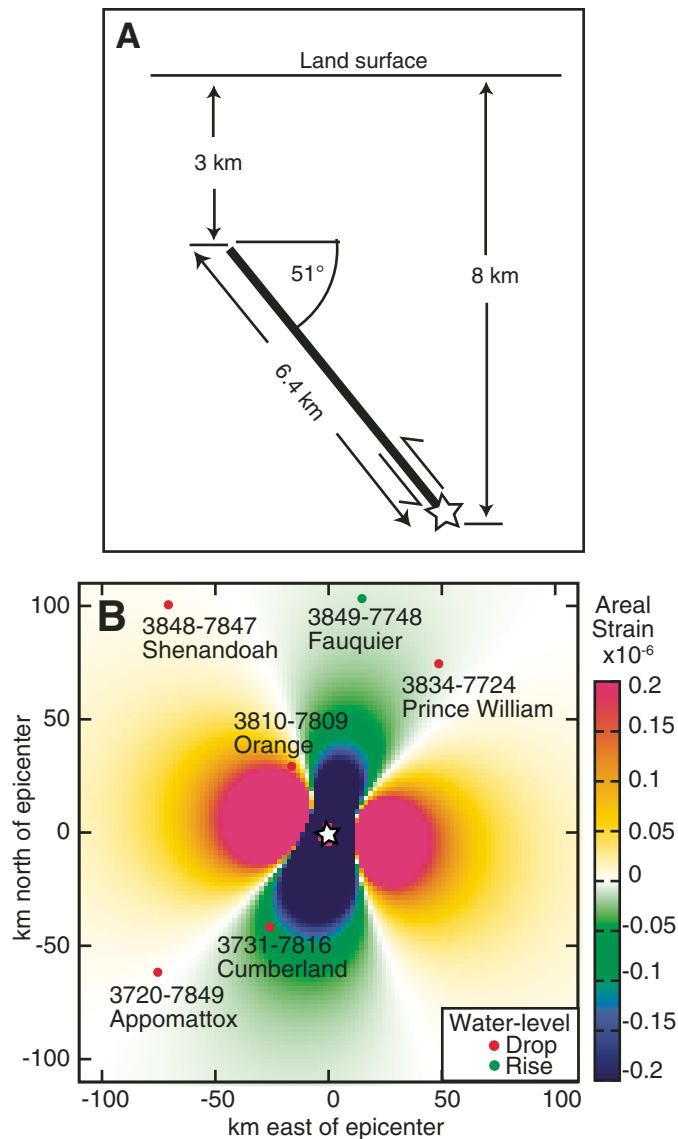 A
Land surface
3 km
51°
8 km
6.4 km
B
100
50
0
-50
-100
km north of epicenter
-100
-50
0
50
100
km east of epicenter
3848-7847
Shenandoah
3849-7748
Fauquier
3834-7724
Prince William
3810-7809
Orange
3731-7816
Cumberland
3720-7849
Appomattox
Water-level
Drop
Rise
Areal
Strain
x10⁻⁶
0.2
0.15
0.1
0.05
0
-0.05
-0.1
-0.15
-0.2